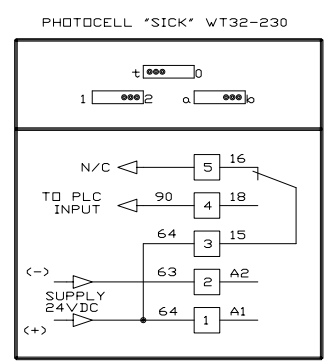 PHOTOCELL "SICK" WT32-230
t 0
1 2 a b
N/C 5 16
TO PLC INPUT 90 4 18
64 3 15
(-) 63 2 A2
SUPPLY 24VDC
(+) 64 1 A1